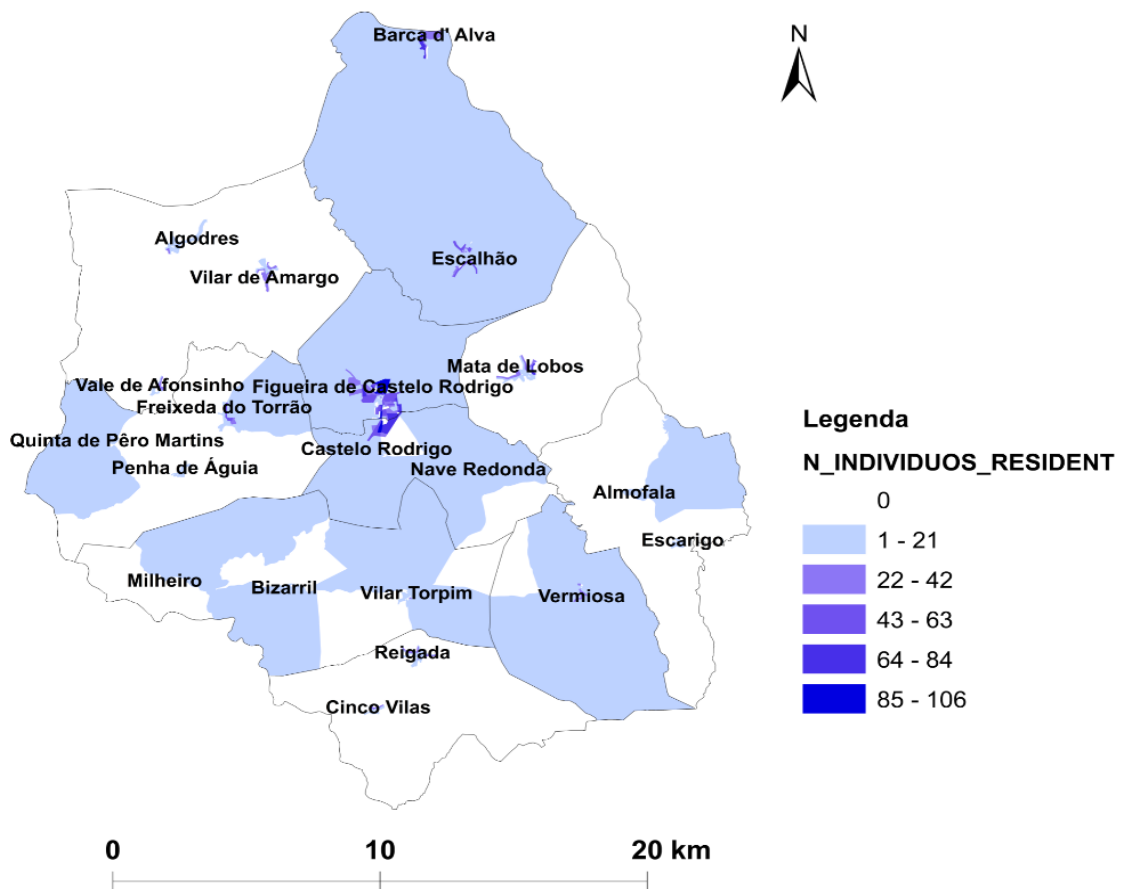 Barca d' Alva
N
Algodres
Escalhão
Vilar de Amargo
Mata de Lobos
Vale de Afonsinho
Figueira de Castelo Rodrigo
Freixeda do Torrão
Quinta de Pêro Martins
Castelo Rodrigo
Penha de Águia
Nave Redonda
Almofala
Escarigo
Milheiro
Bizarril
Vilar Torpim
Vermiosa
Reigada
Cinco Vilas
Legenda
N_INDIVIDUOS_RESIDENT
0
1 - 21
22 - 42
43 - 63
64 - 84
85 - 106
0 10 20 km